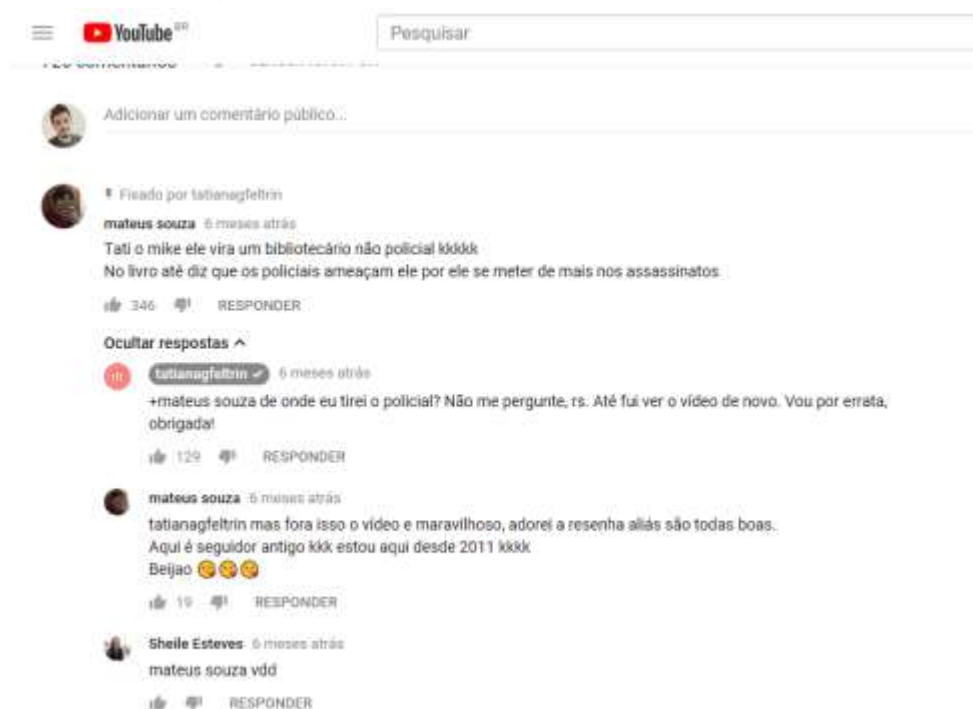 YouTube BR
Pesquisar
Adicionar um comentário público...
Fixado por tatianagfeltrin
mateus souza 6 meses atrás
Tati o mike ele vira um bibliotecário não policial kkkkk
No livro até diz que os policiais ameaçam ele por ele se meter de mais nos assassinatos
346 RESPONDER
Ocultar respostas
tatianagfeltrin 6 meses atrás
+mateus souza de onde eu tirei o policial? Não me pergunte, rs. Até fui ver o vídeo de novo. Vou por errata,
obrigada!
129 RESPONDER
mateus souza 6 meses atrás
tatianagfeltrin mas fora isso o vídeo e maravilhoso, adorei a resenha aliás são todas boas.
Aqui é seguidor antigo kkk estou aqui desde 2011 kkkk
Beijao 😋😋😋
19 RESPONDER
Sheile Esteves 6 meses atrás
mateus souza vdd
RESPONDER